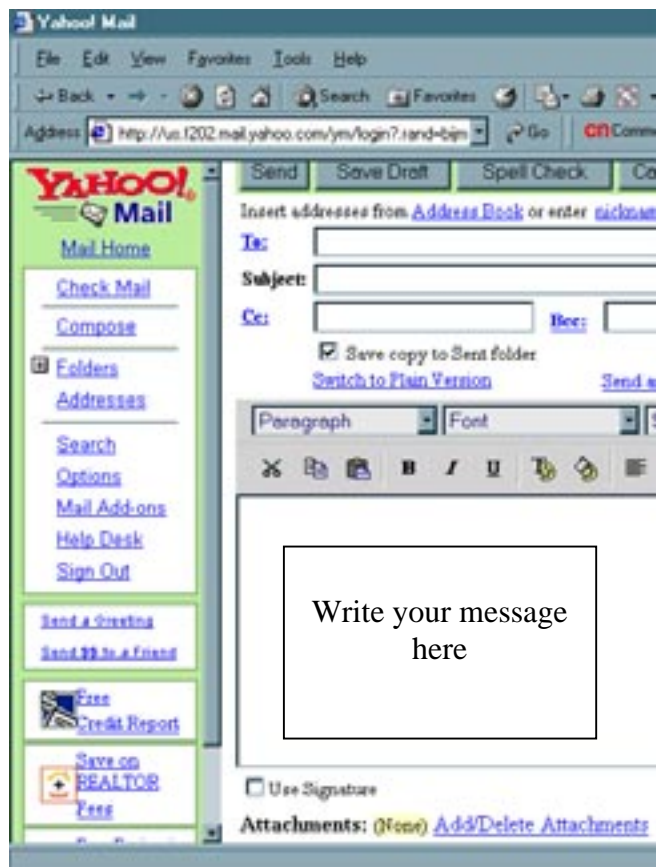 Yahoo! Mail
File Edit View Favorites Tools Help
Back Search Favorites
Address http://us.f202.mail.yahoo.com/ym/login?.rand=bijm Go
YAHOO! Mail
Mail Home
Check Mail
Compose
Folders
Addresses
Search
Options
Mail Add-ons
Help Desk
Sign Out
Send a Greeting
Send $$ to a Friend
Free
Credit Report
Save on
REALTOR
Fees
Send Save Draft Spell Check
Insert addresses from Address Book or enter
To:
Subject:
Cc: Bcc:
Save copy to Sent folder
Switch to Plain Version Send
Paragraph Font
B I U
Write your message
here
Use Signature
Attachments: (None) Add/Delete Attachments